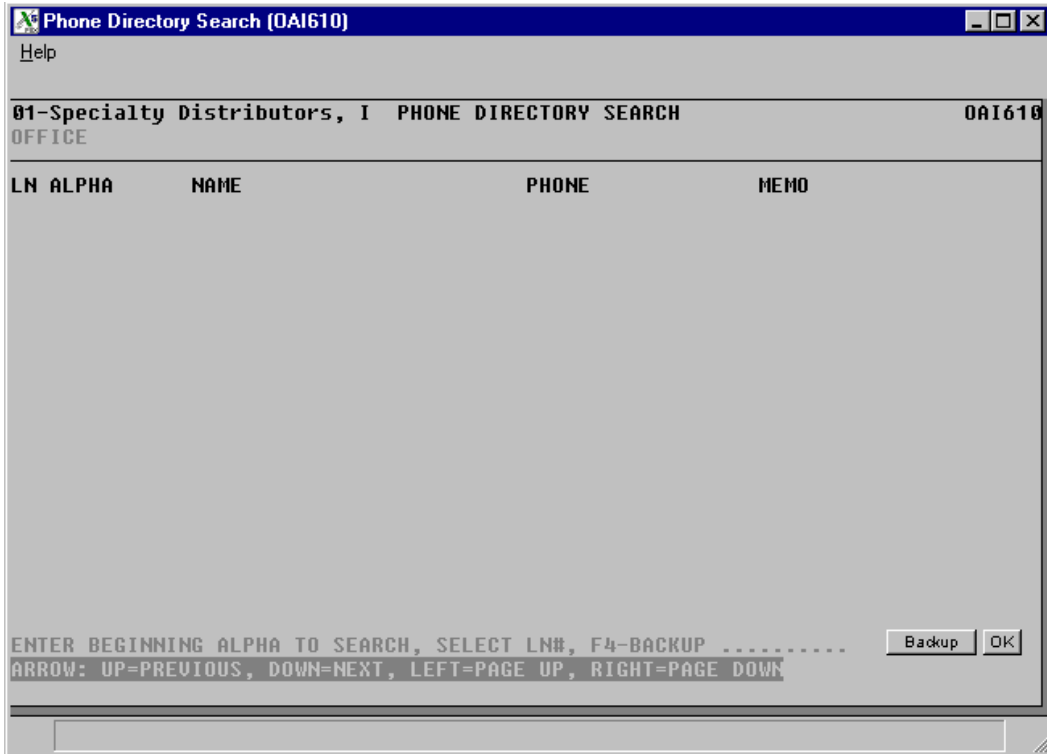 Phone Directory Search (OAI610)
Help
01-Specialty Distributors, I PHONE DIRECTORY SEARCH OAI610
OFFICE
LN ALPHA NAME PHONE MEMO
ENTER BEGINNING ALPHA TO SEARCH, SELECT LN#, F4-BACKUP .......... Backup OK
ARROW: UP=PREVIOUS, DOWN=NEXT, LEFT=PAGE UP, RIGHT=PAGE DOWN